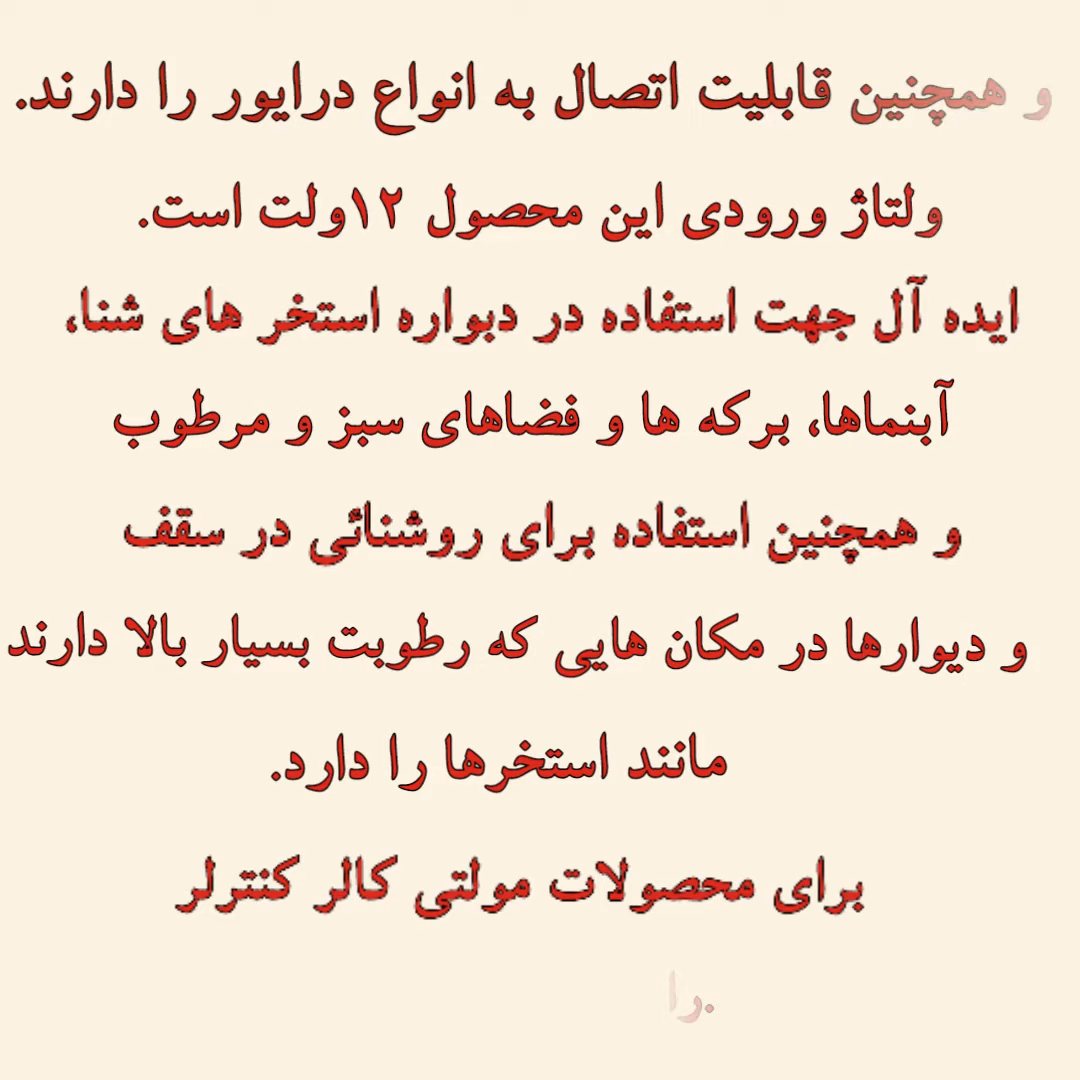 و همچنین قابلیت اتصال به انواع درایور را دارند.
ولتاژ ورودی این محصول ۱۲ولت است.
ایده آل جهت استفاده در دیواره استخر های شنا،
آبنماها، برکه ها و فضاهای سبز و مرطوب
و همچنین استفاده برای روشنائی در سقف
و دیوارها در مکان هایی که رطوبت بسیار بالا دارند
مانند استخرها را دارد.
برای محصولات مولتی کالر کنترلر